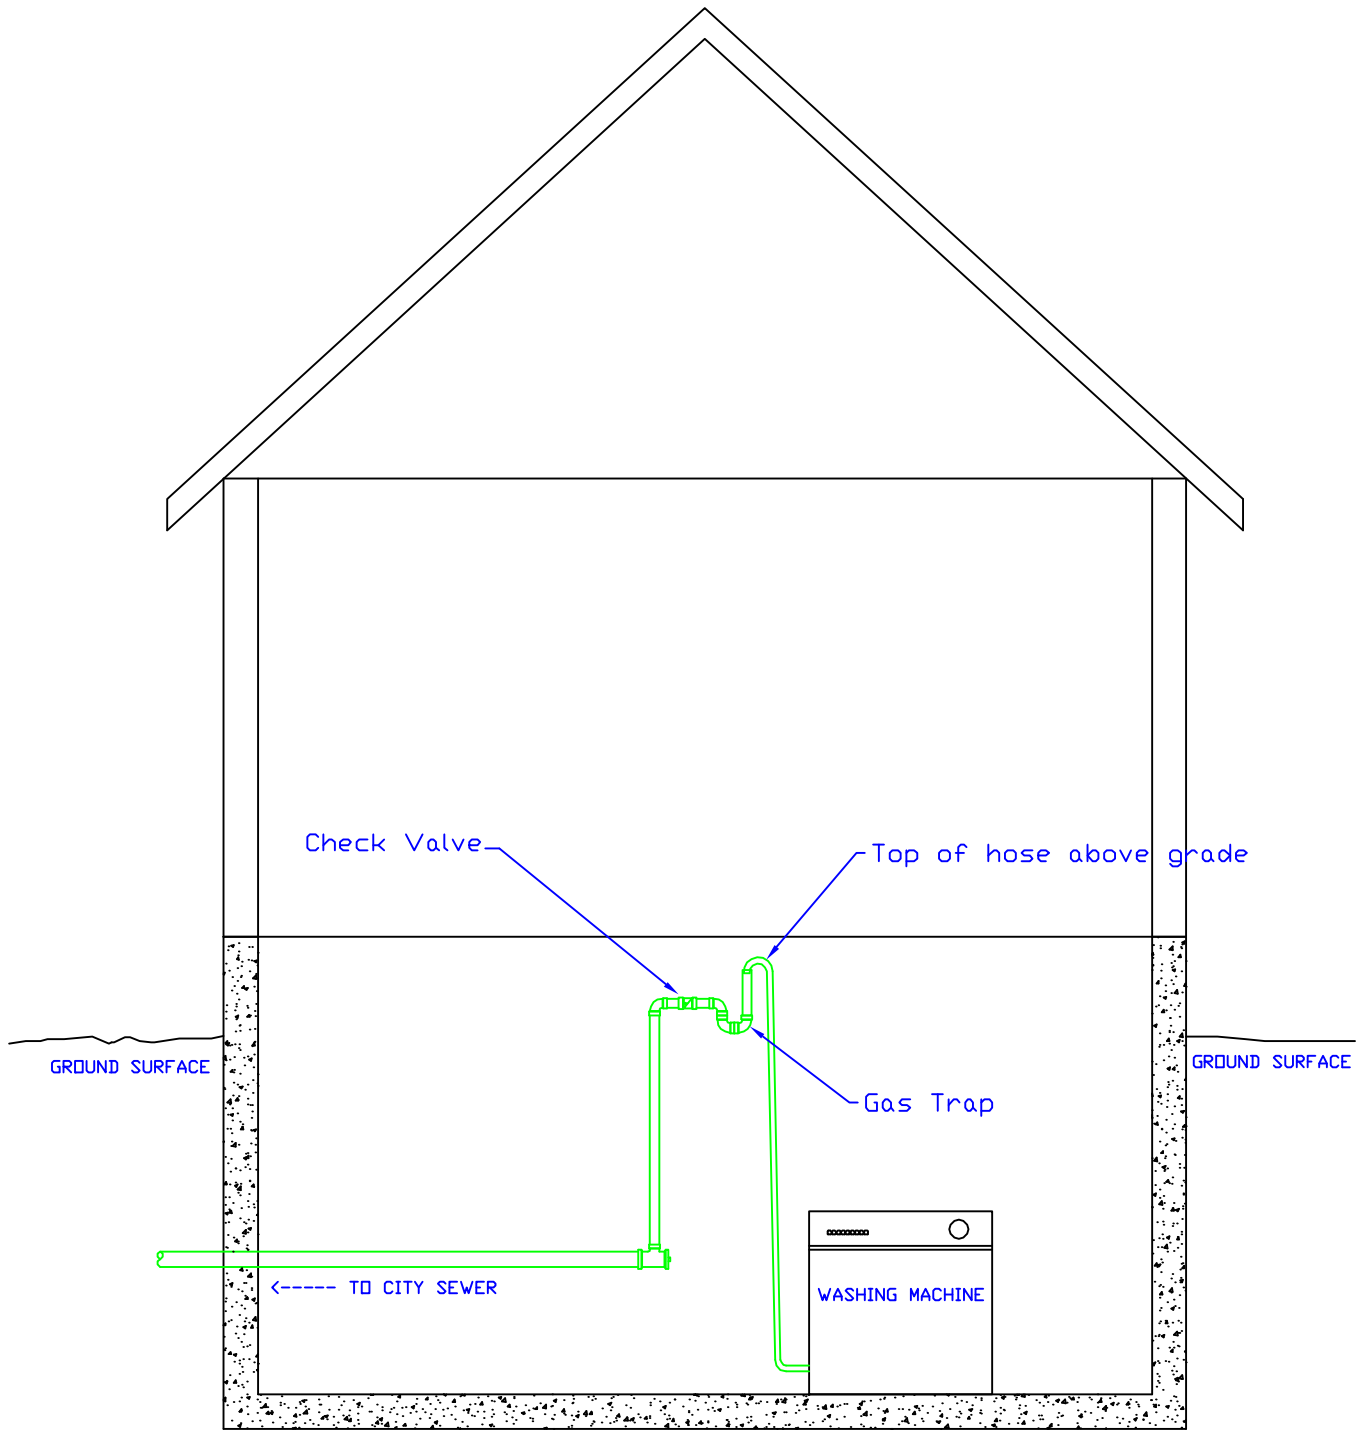 Check Valve
Top of hose above grade
GROUND SURFACE
GROUND SURFACE
Gas Trap
<----- TO CITY SEWER
WASHING MACHINE